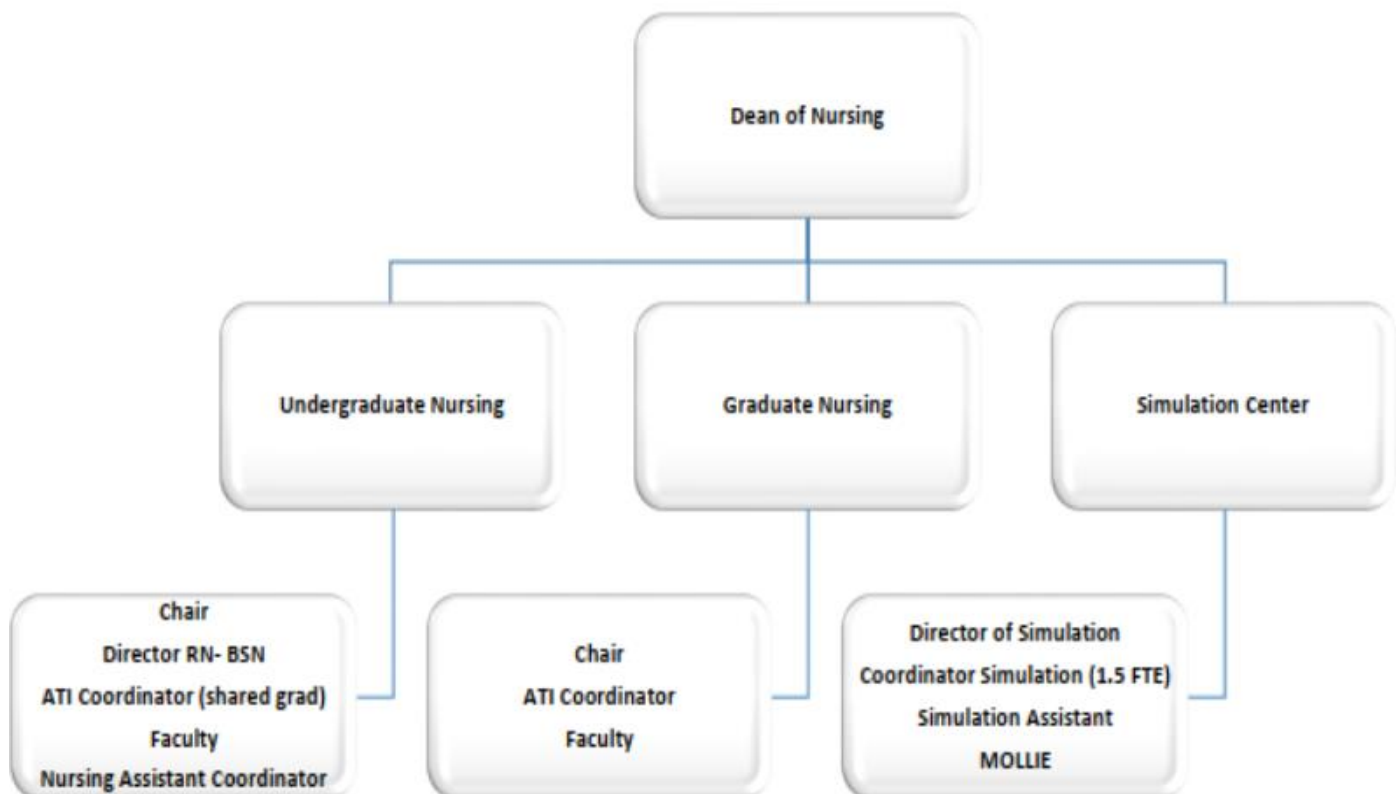 Dean of Nursing
Undergraduate Nursing
Graduate Nursing
Simulation Center
Chair
Director RN- BSN
ATI Coordinator (shared grad)
Faculty
Nursing Assistant Coordinator
Chair
ATI Coordinator
Faculty
Director of Simulation
Coordinator Simulation (1.5 FTE)
Simulation Assistant
MOLLIE